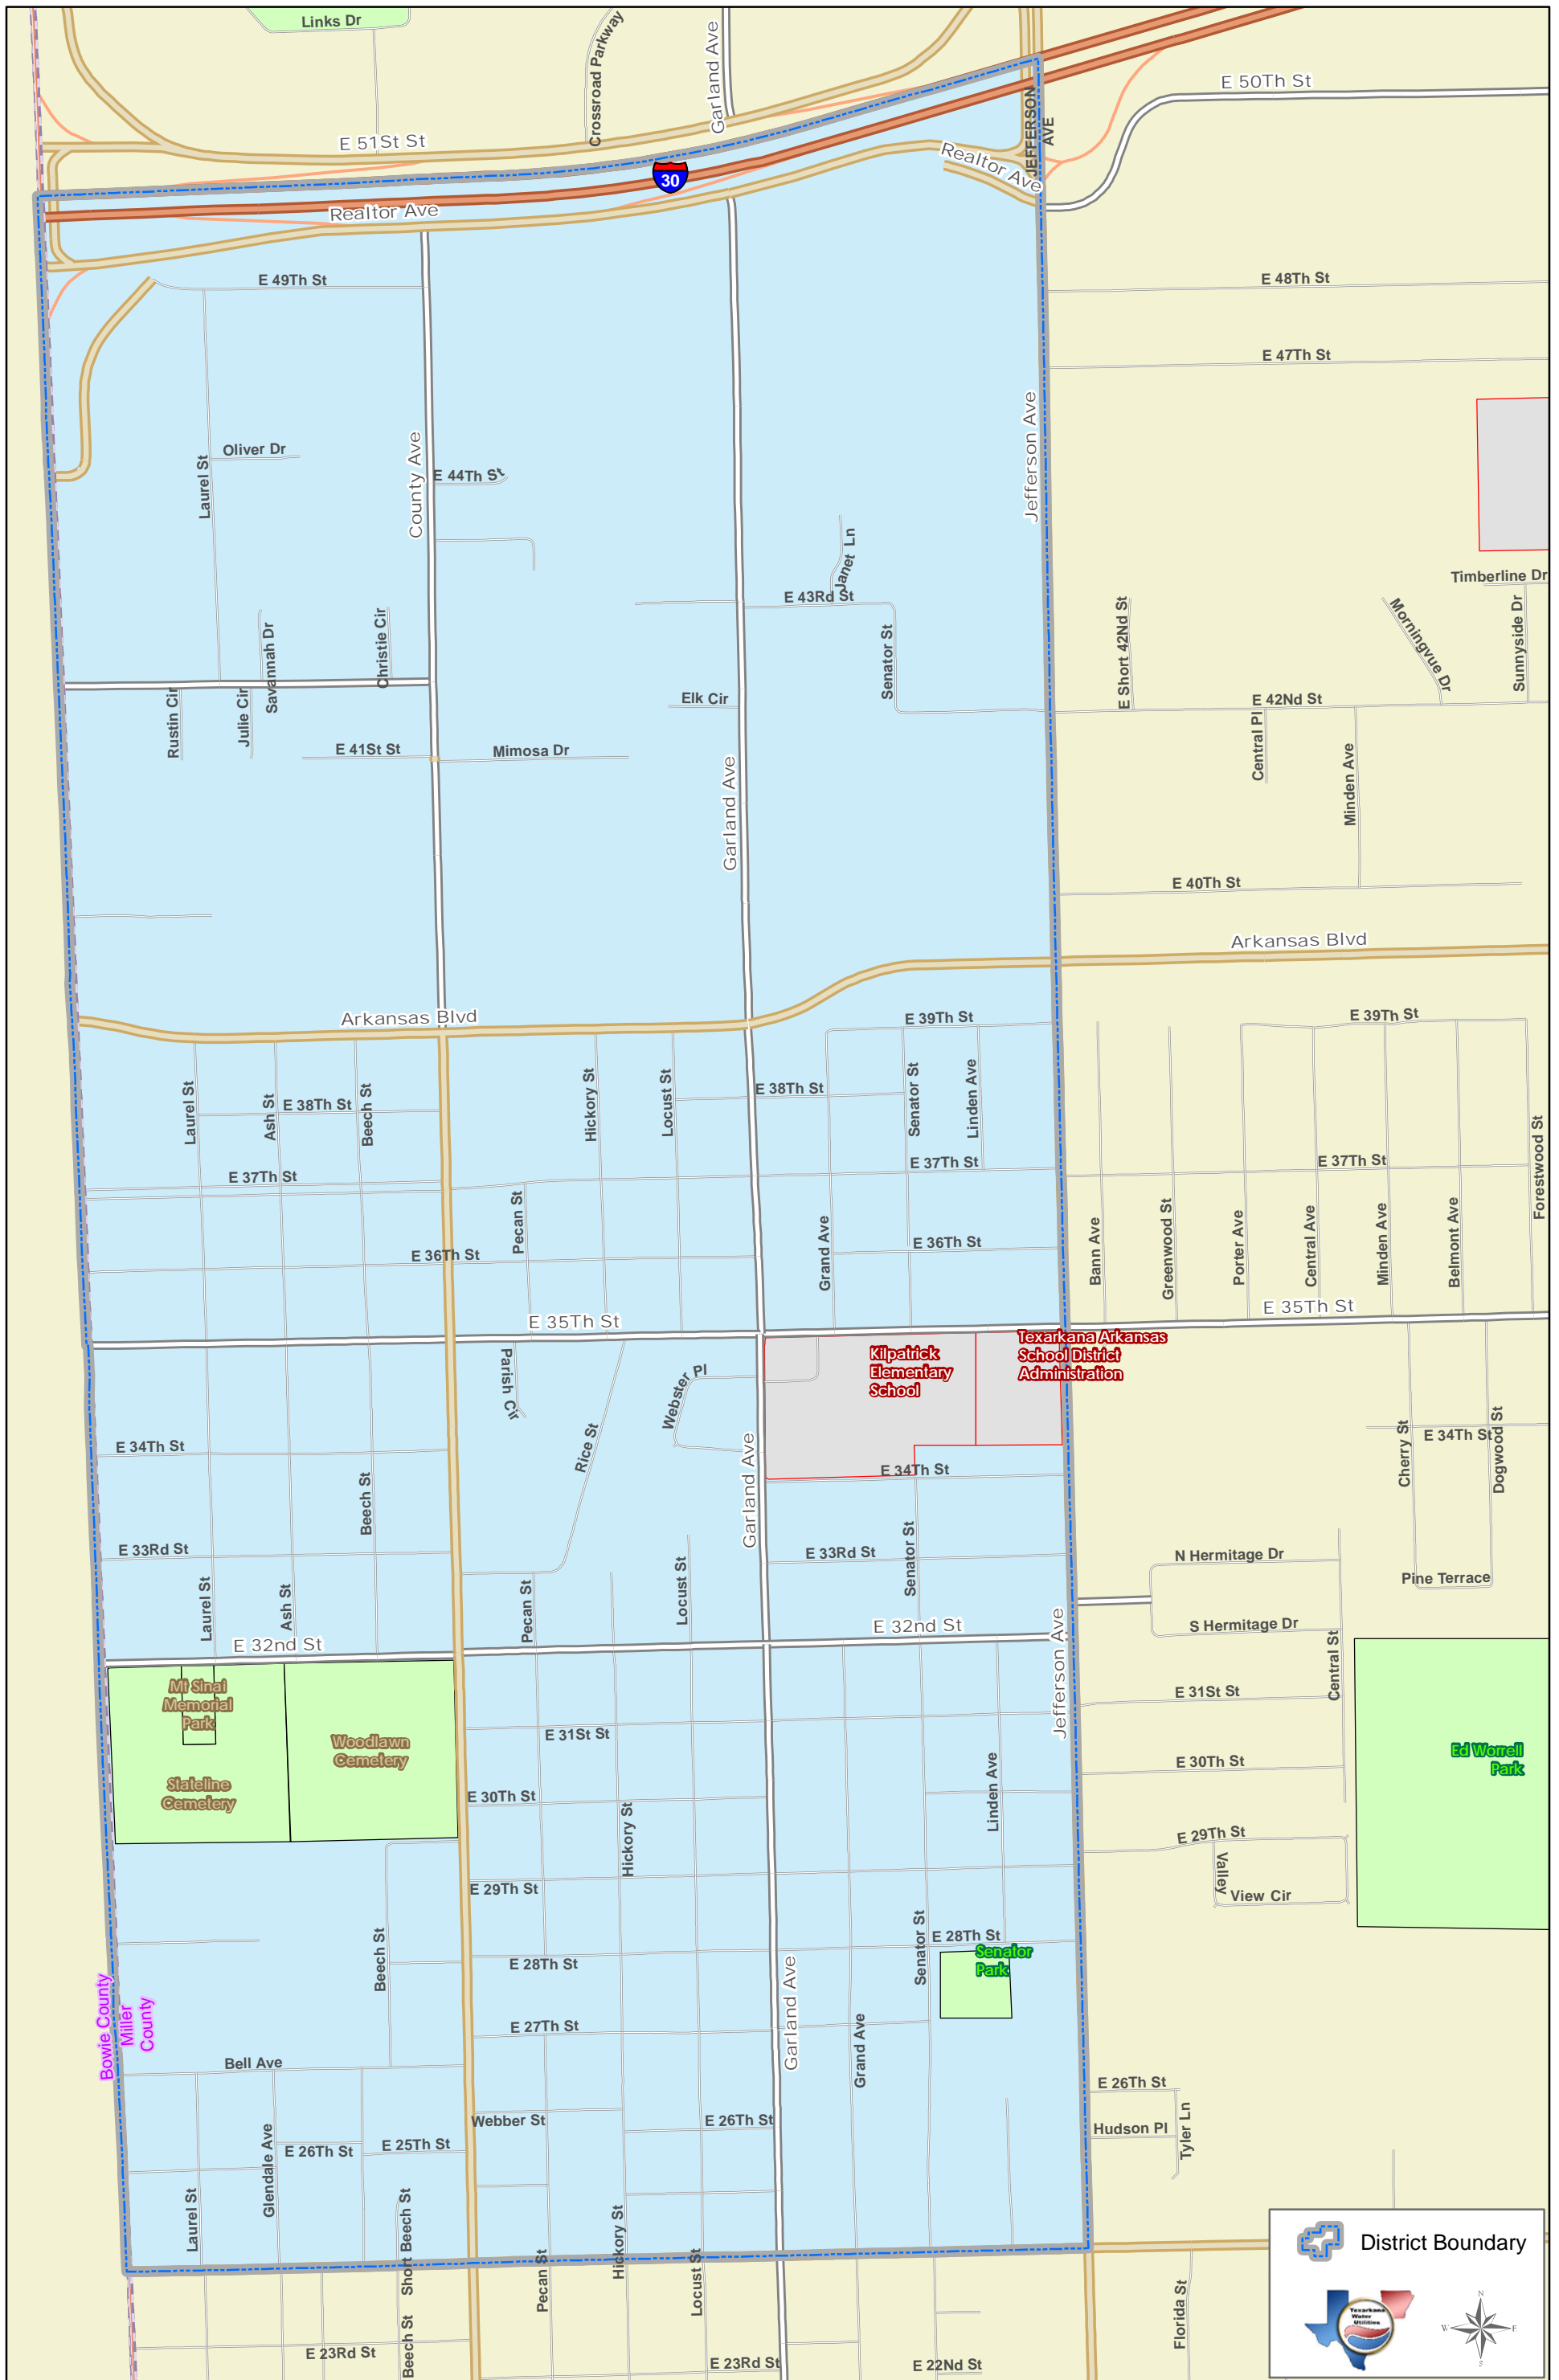 Links Dr
Crossroad Parkway
Garland Ave
E 50Th St
E 51St St
JEFFERSON
AVE
Realtor Ave
30
Realtor Ave
E 49Th St
E 48Th St
E 47Th St
Jefferson Ave
County Ave
Oliver Dr
Laurel St
E 44Th St
Janet Ln
E 43Rd St
Timberline Dr
Morningvue Dr
Sunnyside Dr
E Short 42Nd St
Senator St
Savannah Dr
Christie Cir
Rustin Cir
Julie Cir
Elk Cir
E 42Nd St
Central Pl
Minden Ave
E 41St St
Mimosa Dr
Garland Ave
E 40Th St
Arkansas Blvd
Arkansas Blvd
E 39Th St
E 39Th St
Laurel St
Ash St
E 38Th St
Beech St
Hickory St
Locust St
E 38Th St
Senator St
Linden Ave
E 37Th St
E 37Th St
E 37Th St
Pecan St
Grand Ave
E 36Th St
E 36Th St
Bann Ave
Greenwood St
Porter Ave
Central Ave
Minden Ave
Belmont Ave
Forestwood St
E 35Th St
E 35Th St
Kilpatrick
Elementary
School
Texarkana Arkansas
School District
Administration
Parish Cir
Webster Pl
Rice St
Garland Ave
E 34Th St
E 34Th St
E 34Th St
Cherry St
Dogwood St
Beech St
E 33Rd St
E 33Rd St
Senator St
N Hermitage Dr
Pine Terrace
Laurel St
Ash St
Pecan St
Locust St
E 32nd St
E 32nd St
S Hermitage Dr
Jefferson Ave
Central St
Mt Sinai
Memorial
Park
Woodlawn
Cemetery
Stateline
Cemetery
E 31St St
E 31St St
Ed Worrell
Park
E 30Th St
E 30Th St
Linden Ave
Hickory St
E 29Th St
E 29Th St
Valley
View Cir
Beech St
E 28Th St
Senator St
E 28Th St
Senator
Park
Garland Ave
Bowie County
Miller
County
E 27Th St
Grand Ave
Bell Ave
E 26Th St
Webber St
E 26Th St
Hudson Pl
Tyler Ln
Glendale Ave
E 26Th St
E 25Th St
Laurel St
Short Beech St
Hickory St
Pecan St
Locust St
Florida St
Beech St
E 23Rd St
E 23Rd St
E 22Nd St
District Boundary
Texarkana
Water
Utilities
N
W
E
S